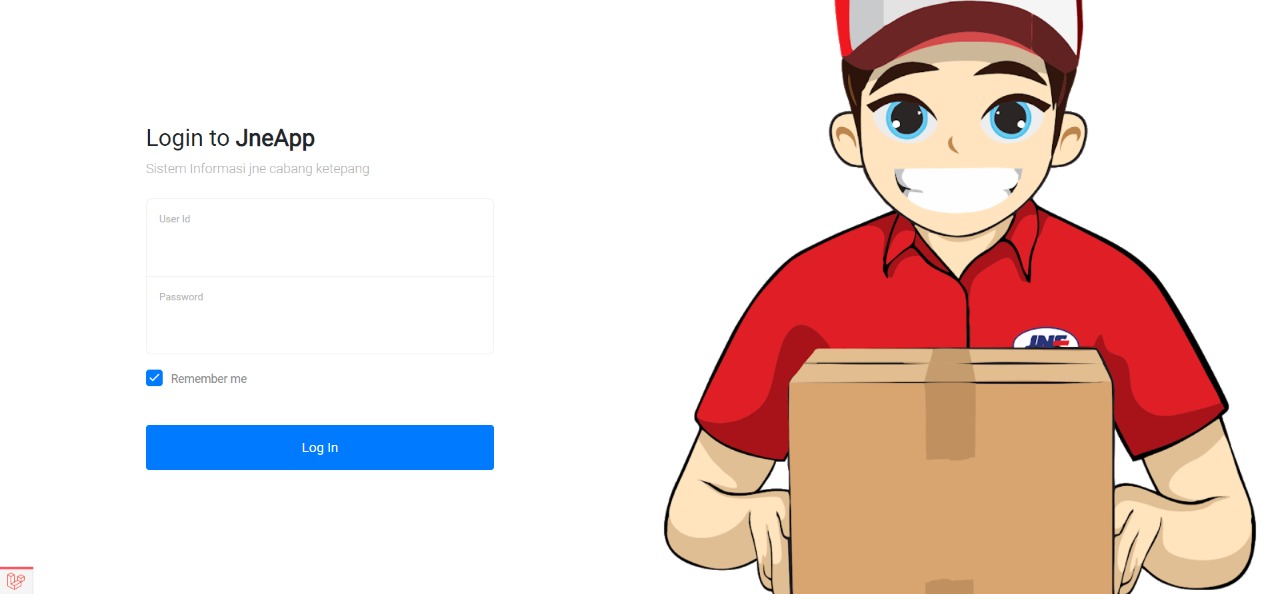 Login to JneApp
Sistem Informasi jne cabang ketepang
User Id
Password
Remember me
Log In
JNE